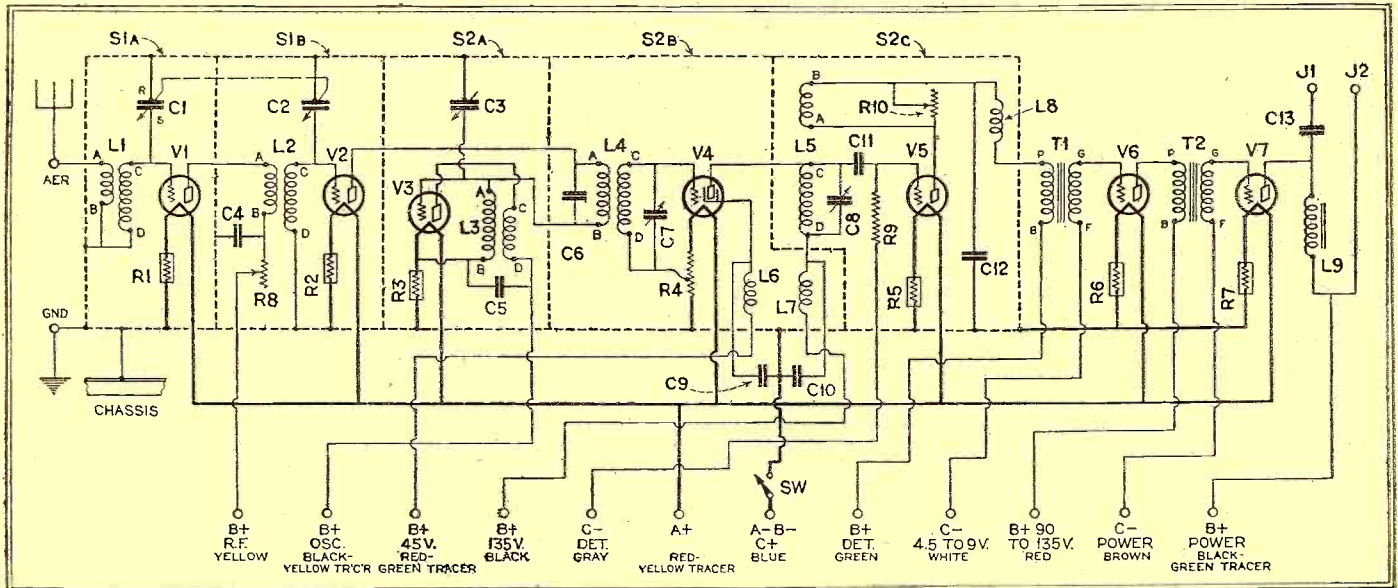 S1A
S1B
S2A
S2B
S2C
J1
J2
R
S
C1
C2
C3
B
A
R10
L8
C13
L1
A
C
B
D
V1
A
L2
C
B
V2
V3
A
L3
C
B
D
L4
A
C
B
D
V4
L5
C
D
C11
V5
T1
P
G
B
F
V6
T2
P
G
B
F
V7
AER
C4
D
C6
C7
C8
R9
C12
L9
R1
R8
R2
R3
C5
R4
L6
L7
R5
R6
R7
GND
CHASSIS
C9
C10
SW
B+
R.F.
YELLOW
B+
OSC.
BLACK-
YELLOW TR'C'R
B+
45V.
RED-
GREEN TRACER
B+
135V.
BLACK
C-
DET.
GRAY
A+
RED-
YELLOW TRACER
A- B-
C+
BLUE
B+
DET.
GREEN
C-
4.5 TO 9V.
WHITE
B+ 90
TO 135V.
RED
C-
POWER
BROWN
B+
POWER
BLACK-
GREEN TRACER